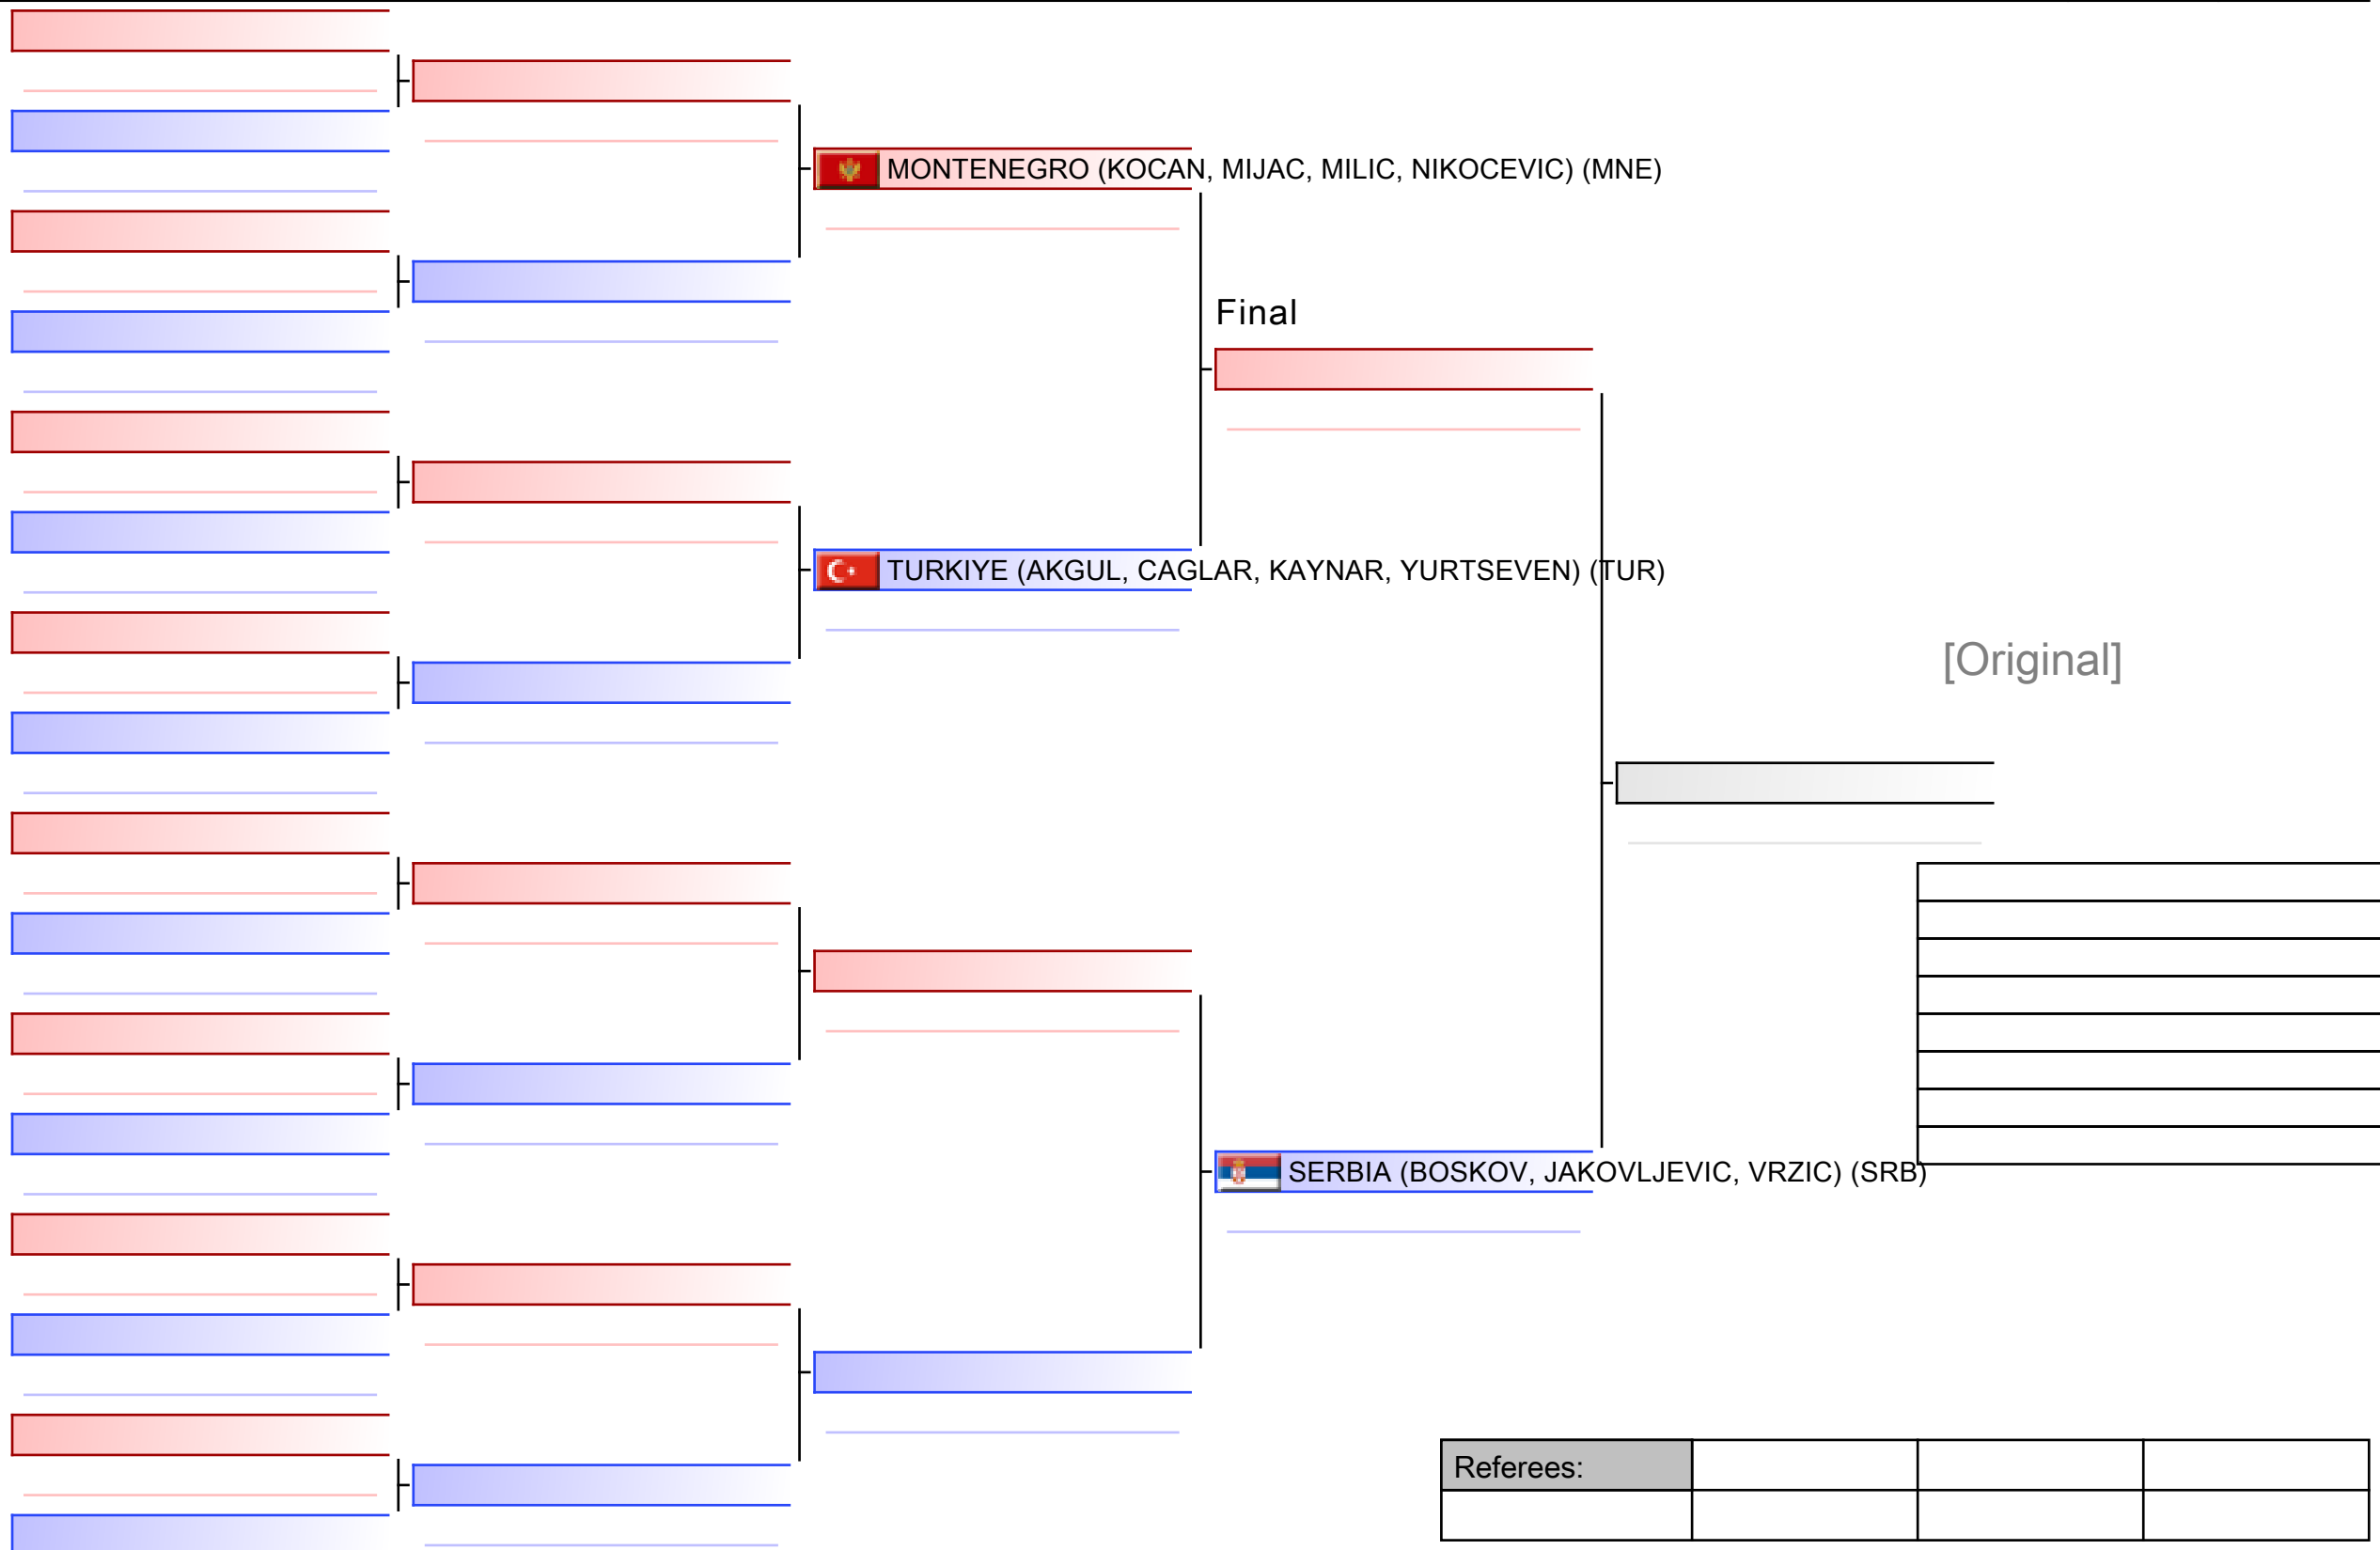 MONTENEGRO (KOCAN, MIJAC, MILIC, NIKOCEVIC) (MNE)
Final
TURKIYE (AKGUL, CAGLAR, KAYNAR, YURTSEVEN) (TUR)
[Original]
SERBIA (BOSKOV, JAKOVLJEVIC, VRZIC) (SRB)
Referees: